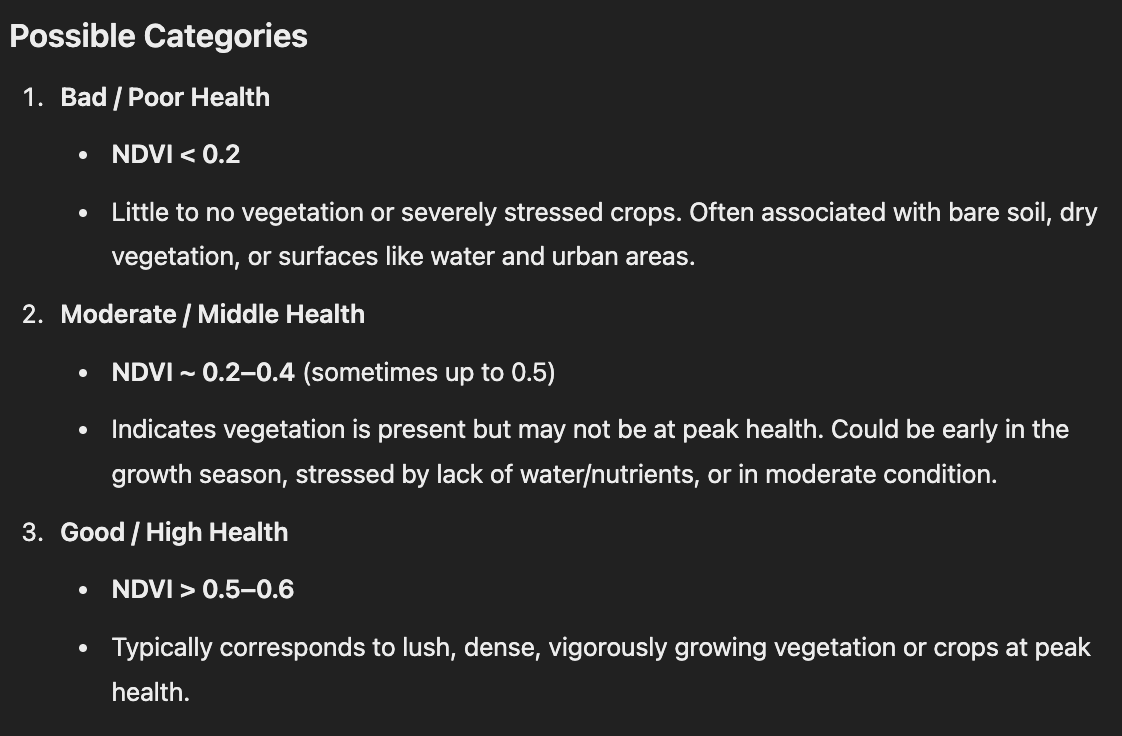 Possible Categories
1. Bad / Poor Health
• NDVI < 0.2
• Little to no vegetation or severely stressed crops. Often associated with bare soil, dry
vegetation, or surfaces like water and urban areas.
2. Moderate / Middle Health
• NDVI ~ 0.2–0.4 (sometimes up to 0.5)
• Indicates vegetation is present but may not be at peak health. Could be early in the
growth season, stressed by lack of water/nutrients, or in moderate condition.
3. Good / High Health
• NDVI > 0.5–0.6
• Typically corresponds to lush, dense, vigorously growing vegetation or crops at peak
health.